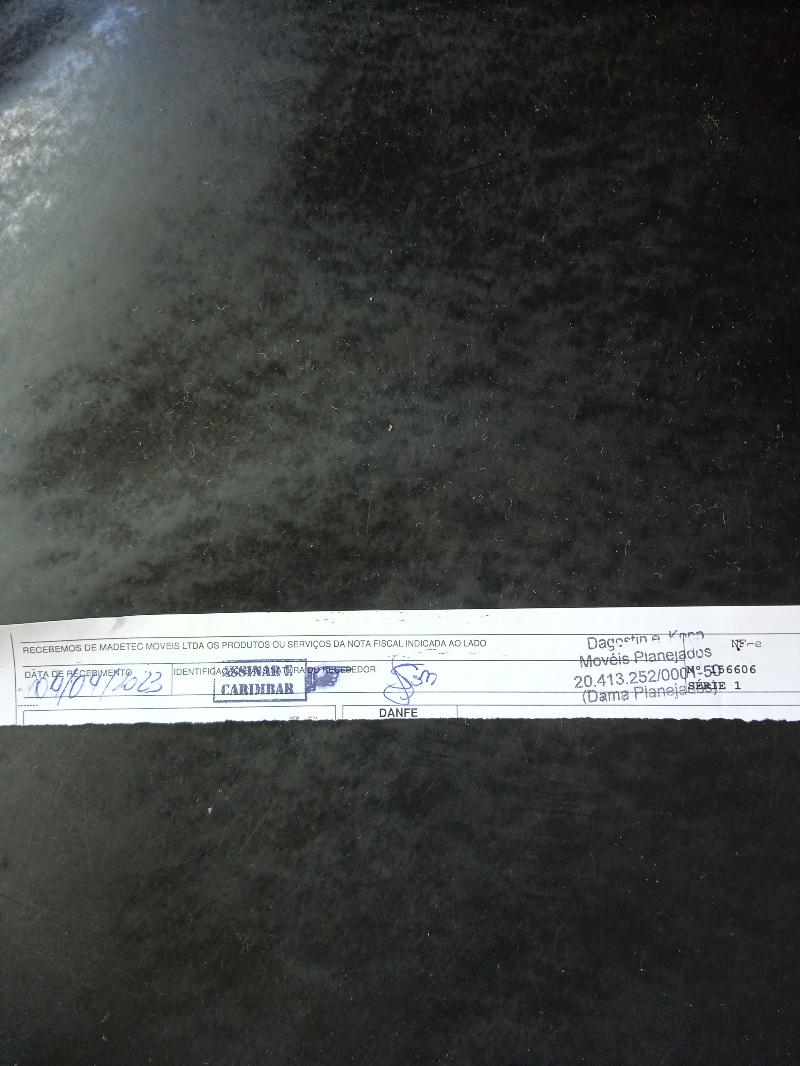 RECEBEMOS DE MADETEC MOVEIS LTDA OS PRODUTOS OU SERVIÇOS DA NOTA FISCAL INDICADA AO LADO
NF-e
DATA DE RECEBIMENTO
04/04/2023
IDENTIFICAÇÃO E ASSINATURA DO RECEBEDOR
ASSINAR E
CARIMBAR
Movéis Planejados
20.413.252/0001-50
(Dama Planejados)
Nº 156606
SÉRIE 1
DANFE